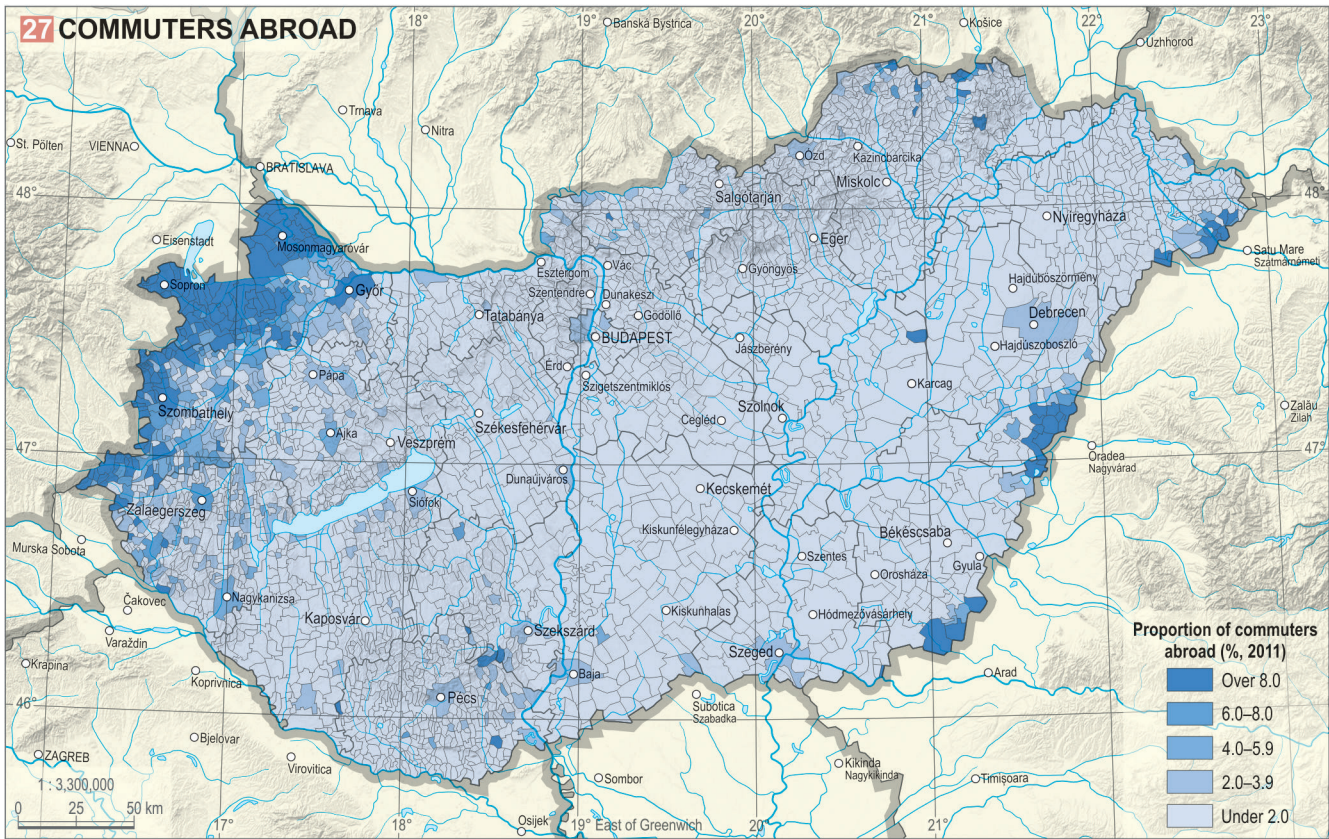 27 COMMUTERS ABROAD
18°
19°
20°
21°
22°
23°
Banská Bystrica
Košice
Uzhhorod
Trnava
Nitra
St. Pölten
VIENNA
BRATISLAVA
48°
48°
Ózd
Kazincbarcika
Miskolc
Salgótarján
Nyíregyháza
Eisenstadt
Mosonmagyaróvár
Eger
Satu Mare
Szatmárnémeti
Sopron
Győr
Esztergom
Vác
Gyöngyös
Szentendre
Dunakeszi
Hajdúböszörmény
Tatabánya
Gödöllő
Debrecen
BUDAPEST
Jászberény
Hajdúszoboszló
Pápa
Érd
Szigetszentmiklós
Karcag
Szombathely
Szolnok
Zalău
Zilah
Székesfehérvár
Cegléd
Ajka
Veszprém
47°
47°
Oradea
Nagyvárad
Dunaújváros
Kecskemét
Siófok
Zalaegerszeg
Kiskunfélegyháza
Békéscsaba
Murska Sobota
Szentes
Gyula
Orosháza
Nagykanizsa
Čakovec
Kaposvár
Kiskunhalas
Hódmezővásárhely
Varaždin
Szekszárd
Szeged
Krapina
Koprivnica
Baja
Arad
Pécs
Subotica
Szabadka
46°
46°
Bjelovar
ZAGREB
Virovitica
Sombor
Kikinda
Nagykikinda
Timișoara
Osijek
1 : 3,300,000
0 25 50 km
17°
18°
19° East of Greenwich
20°
21°
Proportion of commuters
abroad (%, 2011)
Over 8.0
6.0–8.0
4.0–5.9
2.0–3.9
Under 2.0